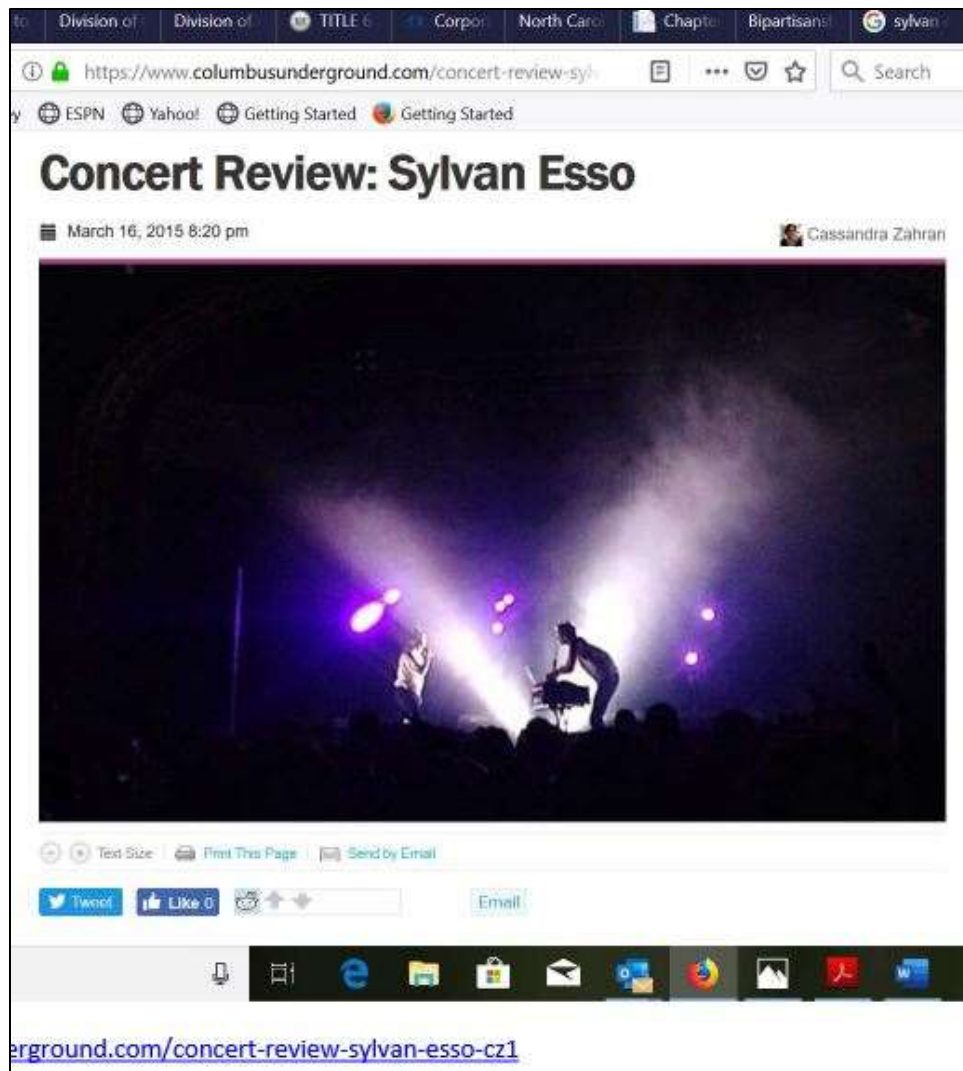 to Division of Division of TITLE 6 Corpor North Caro Chapte Bipartisans sylvan
https://www.columbusunderground.com/concert-review-syl ... Search
y ESPN Yahoo! Getting Started Getting Started
Concert Review: Sylvan Esso
March 16, 2015 8:20 pm Cassandra Zahran
Text Size Print This Page Send by Email
Tweet Like 0 Email
erground.com/concert-review-sylvan-esso-cz1